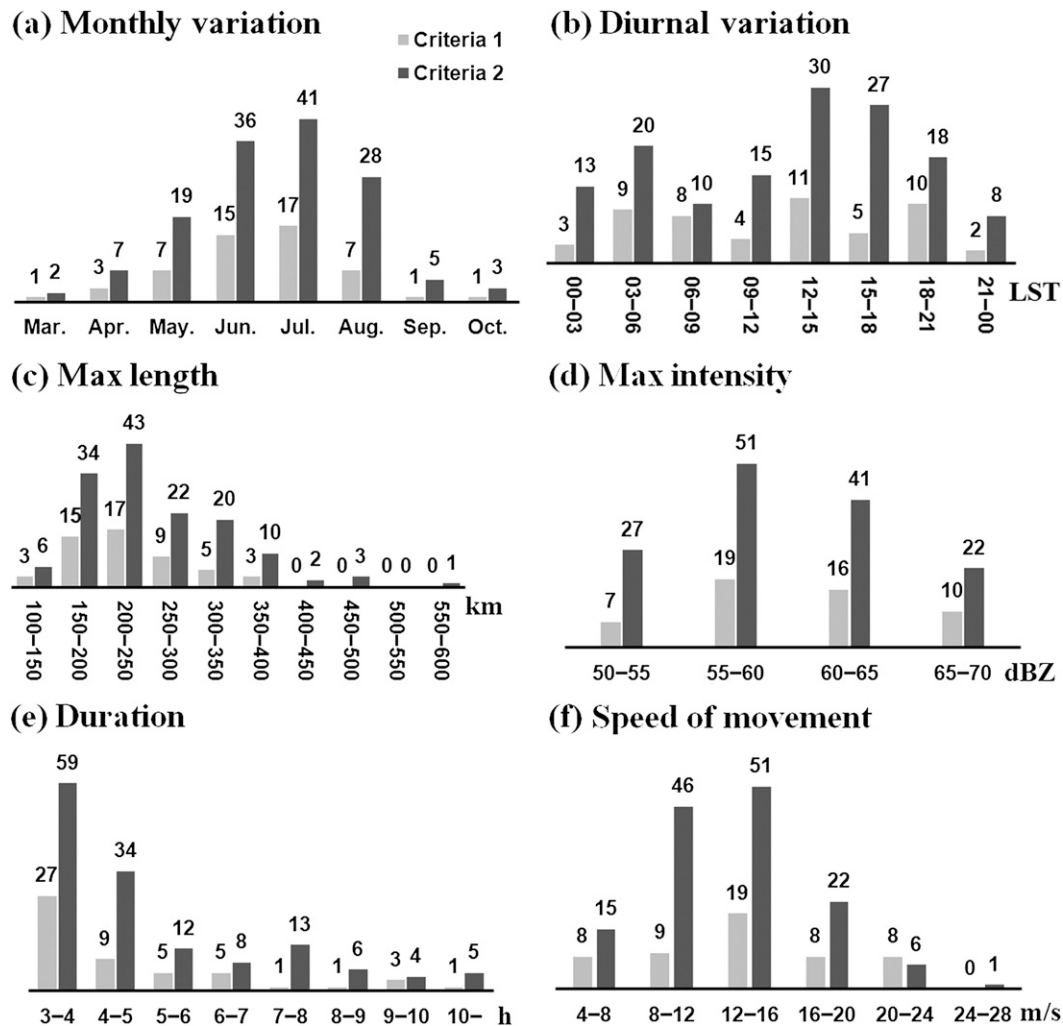 (a) Monthly variation
Criteria 1
Criteria 2
1 2 3 7 7 19 15 36 17 41 7 28 1 5 1 3
Mar. Apr. May. Jun. Jul. Aug. Sep. Oct.
(b) Diurnal variation
3 13 9 20 8 10 4 15 11 30 5 27 10 18 2 8
00–03 03–06 06–09 09–12 12–15 15–18 18–21 21–00 LST
(c) Max length
3 6 15 34 17 43 9 22 5 20 3 10 0 2 0 3 0 0 0 1
100–150 150–200 200–250 250–300 300–350 350–400 400–450 450–500 500–550 550–600 km
(d) Max intensity
7 27 19 51 16 41 10 22
50–55 55–60 60–65 65–70 dBZ
(e) Duration
27 59 9 34 5 12 5 8 1 13 1 6 3 4 1 5
3–4 4–5 5–6 6–7 7–8 8–9 9–10 10– h
(f) Speed of movement
8 15 9 46 19 51 8 22 8 6 0 1
4–8 8–12 12–16 16–20 20–24 24–28 m/s